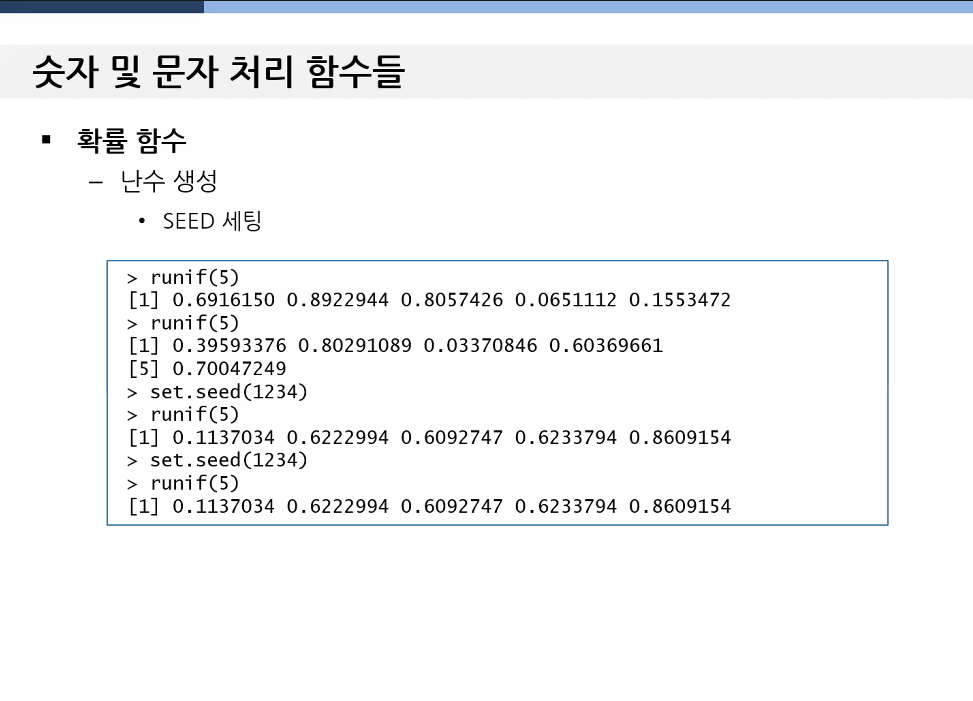 숫자 및 문자 처리 함수들
▪ 확률 함수
– 난수 생성
• SEED 세팅
> runif(5)
[1] 0.6916150 0.8922944 0.8057426 0.0651112 0.1553472
> runif(5)
[1] 0.39593376 0.80291089 0.03370846 0.60369661
[5] 0.70047249
> set.seed(1234)
> runif(5)
[1] 0.1137034 0.6222994 0.6092747 0.6233794 0.8609154
> set.seed(1234)
> runif(5)
[1] 0.1137034 0.6222994 0.6092747 0.6233794 0.8609154